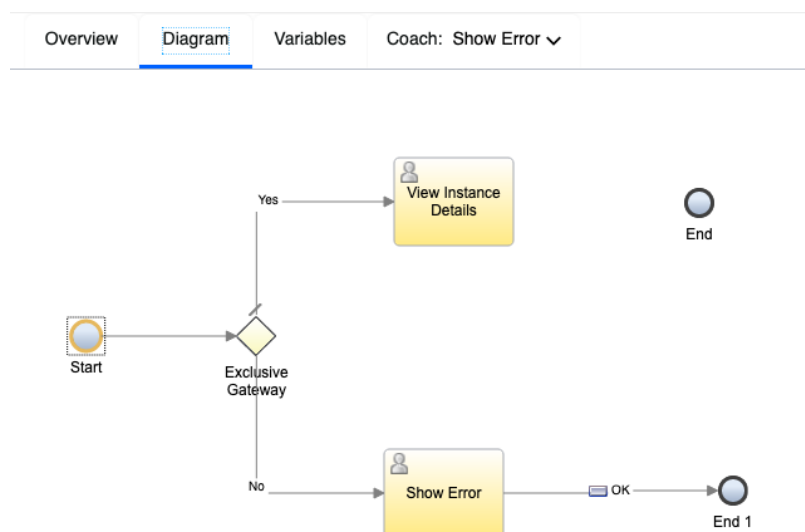 Overview Diagram Variables Coach: Show Error
Yes
View Instance
Details
End
Start
Exclusive
Gateway
No
Show Error
OK
End 1